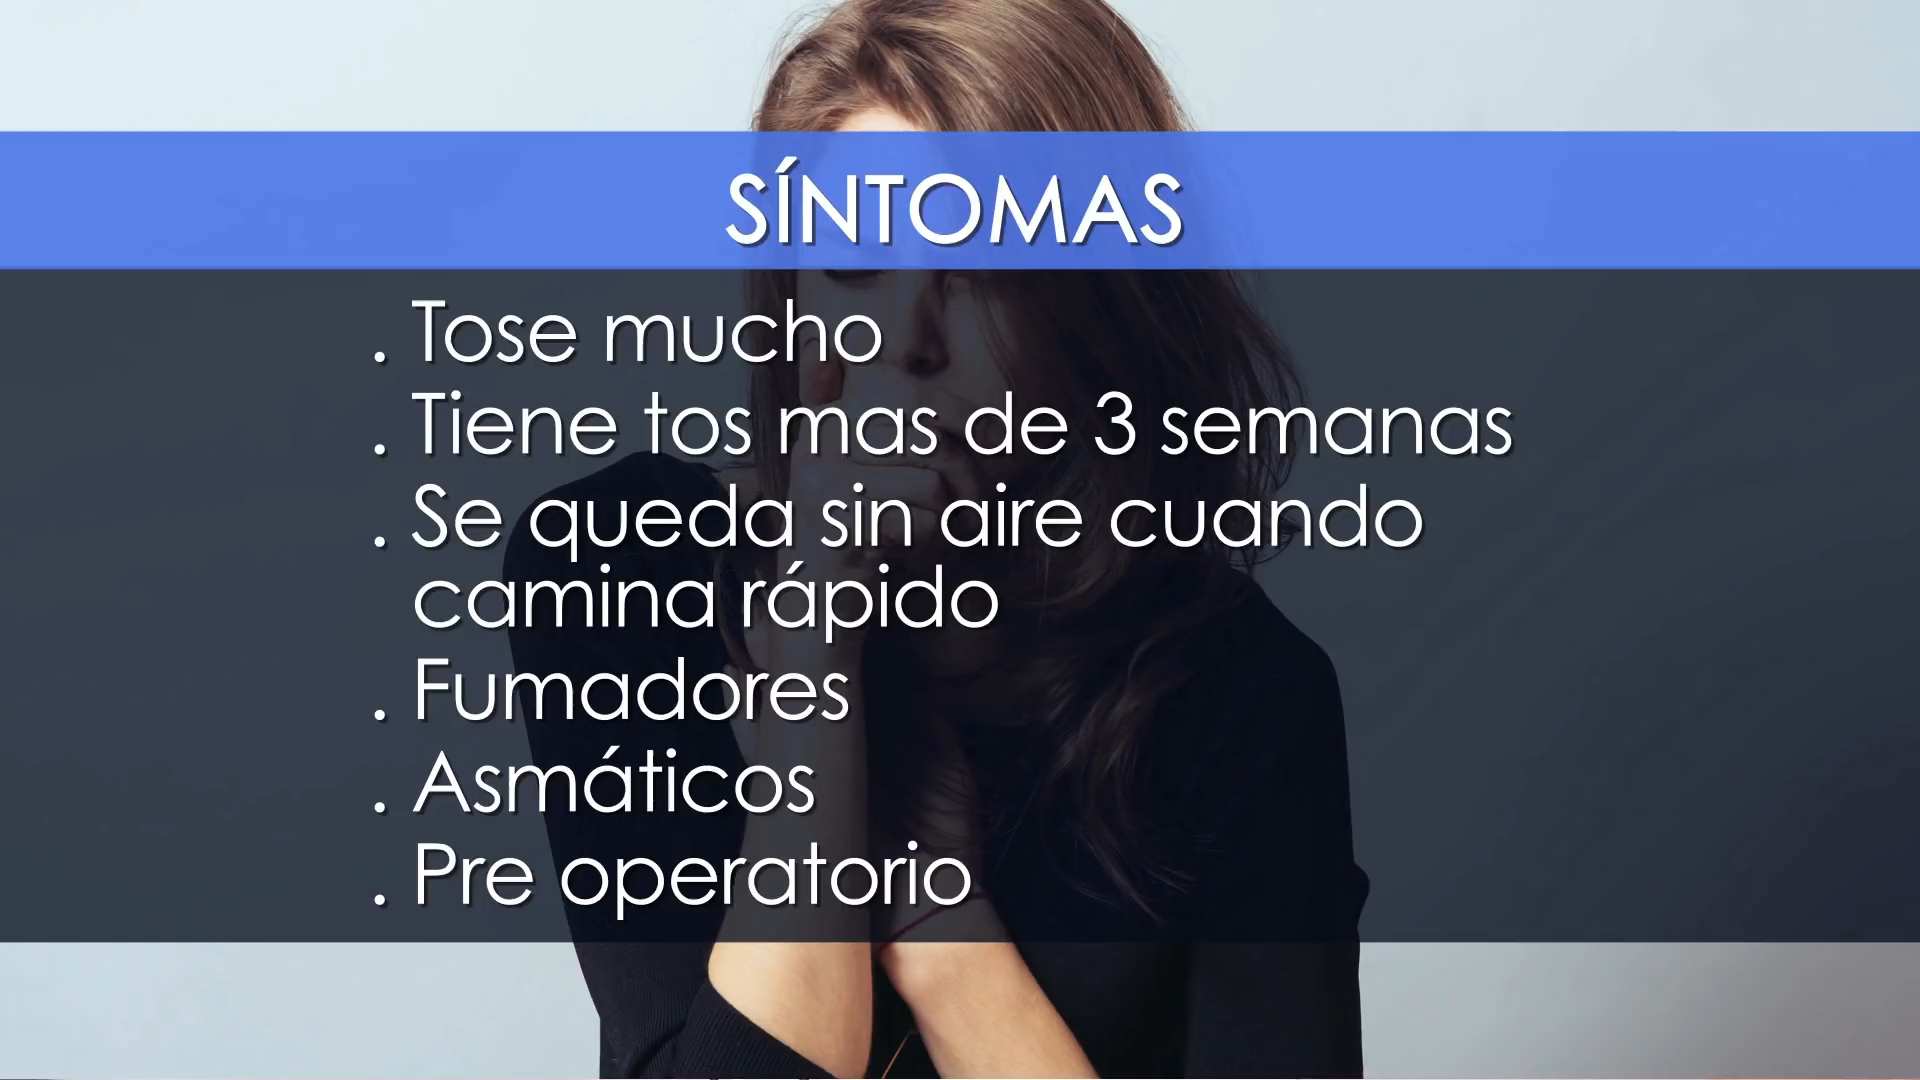 SÍNTOMAS
. Tose mucho
. Tiene tos mas de 3 semanas
. Se queda sin aire cuando
camina rápido
. Fumadores
. Asmáticos
. Pre operatorio